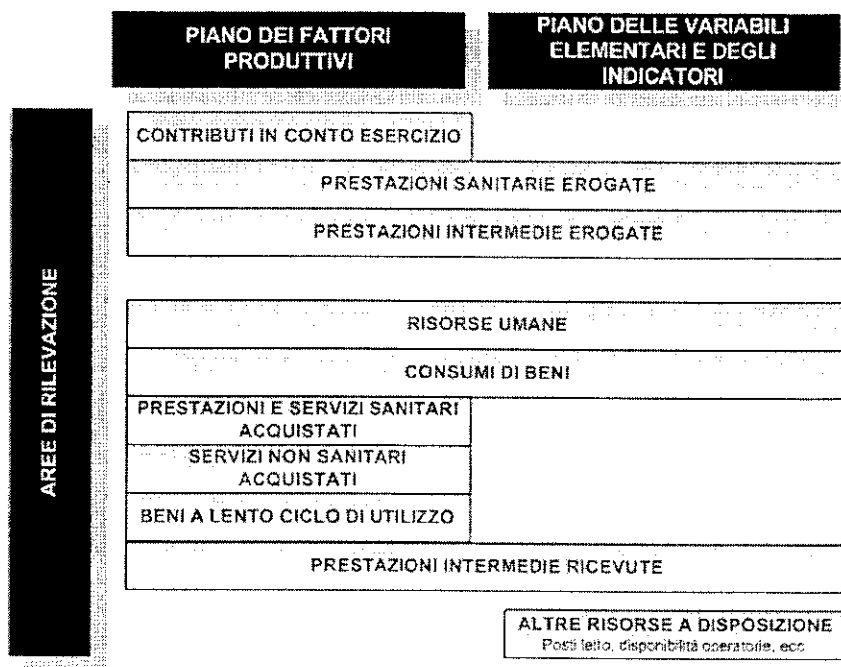 PIANO DEI FATTORI
PRODUTTIVI
PIANO DELLE VARIABILI
ELEMENTARI E DEGLI
INDICATORI
AREE DI RILEVAZIONE
CONTRIBUTI IN CONTO ESERCIZIO
PRESTAZIONI SANITARIE EROGATE
PRESTAZIONI INTERMEDIE EROGATE
RISORSE UMANE
CONSUMI DI BENI
PRESTAZIONI E SERVIZI SANITARI
ACQUISTATI
SERVIZI NON SANITARI
ACQUISTATI
BENI A LENTO CICLO DI UTILIZZO
PRESTAZIONI INTERMEDIE RICEVUTE
ALTRE RISORSE A DISPOSIZIONE
Posti letto, disponibilità operatorie, ecc